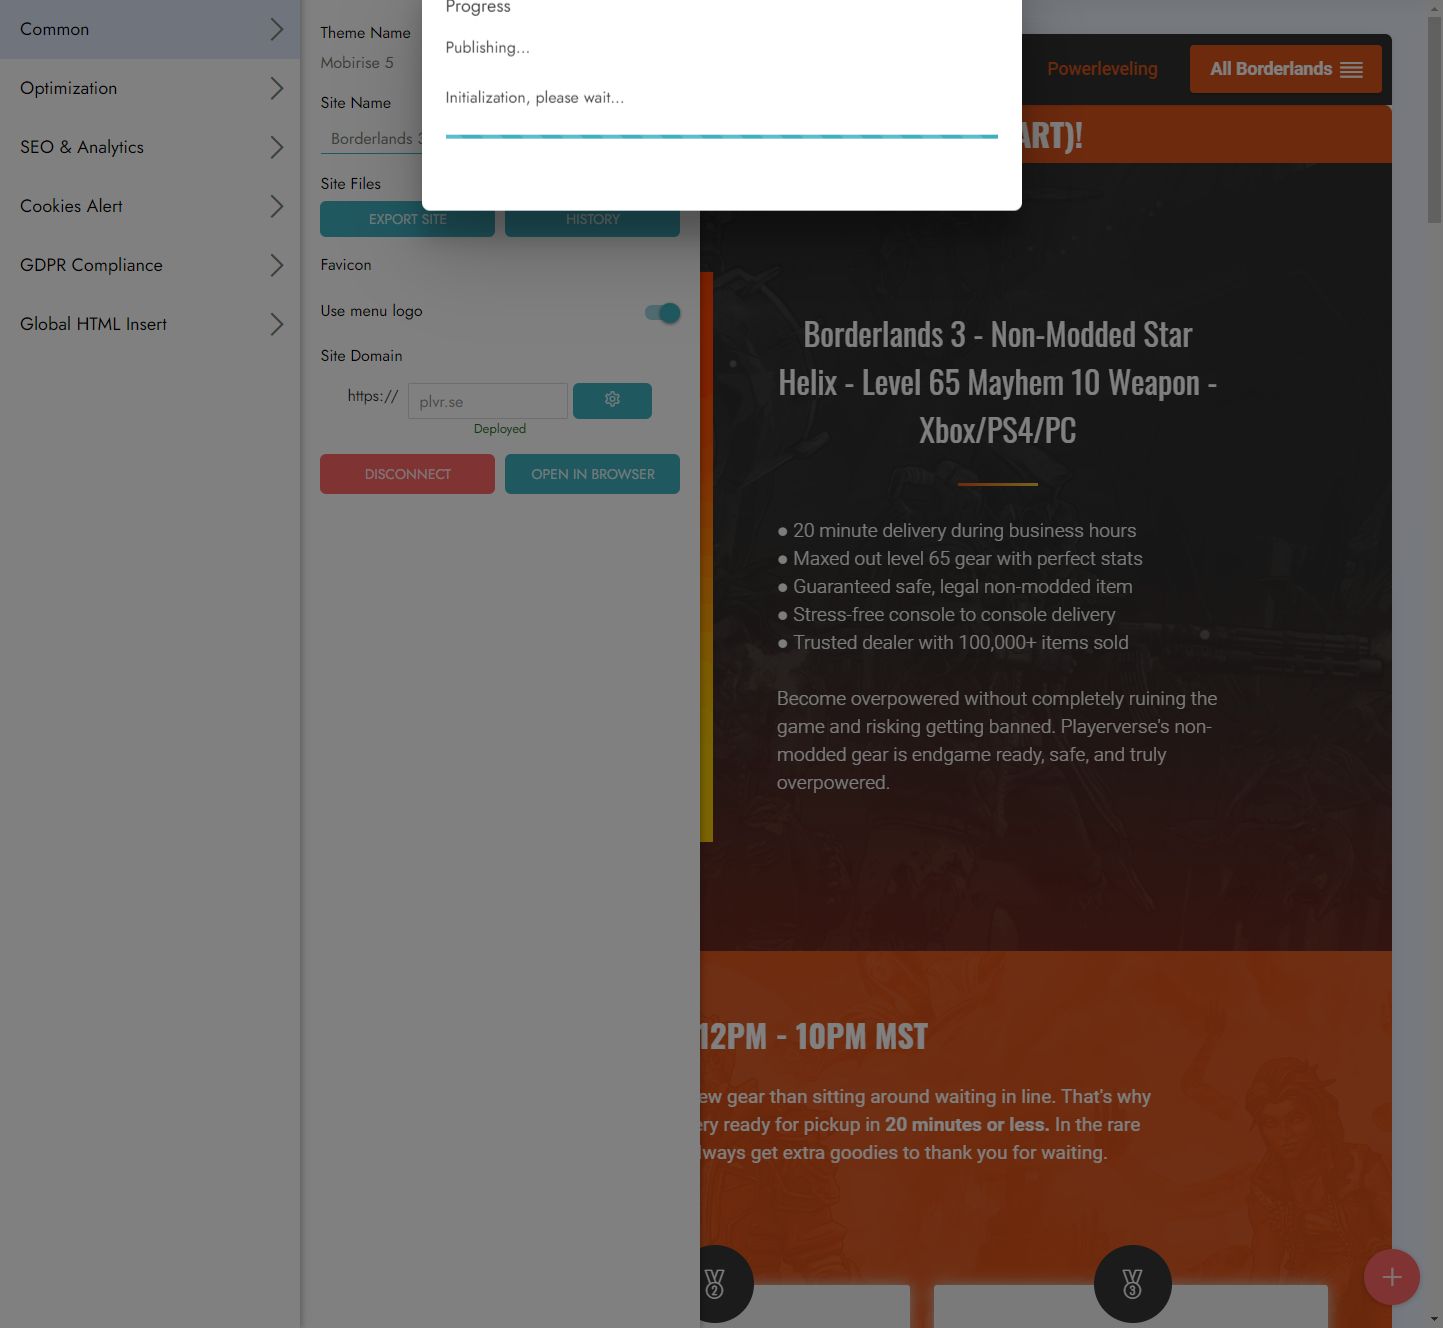 Common
Optimization
SEO & Analytics
Cookies Alert
GDPR Compliance
Global HTML Insert
Theme Name
Mobirise 5
Site Name
Borderlands 3
Site Files
EXPORT SITE
HISTORY
Favicon
Use menu logo
Site Domain
https://
plvr.se
Deployed
DISCONNECT
OPEN IN BROWSER
Progress
Publishing...
Initialization, please wait...
Powerleveling
All Borderlands
ART)!
Borderlands 3 - Non-Modded Star
Helix - Level 65 Mayhem 10 Weapon -
Xbox/PS4/PC
● 20 minute delivery during business hours
● Maxed out level 65 gear with perfect stats
● Guaranteed safe, legal non-modded item
● Stress-free console to console delivery
● Trusted dealer with 100,000+ items sold
Become overpowered without completely ruining the
game and risking getting banned. Playerverse's non-
modded gear is endgame ready, safe, and truly
overpowered.
12PM - 10PM MST
ew gear than sitting around waiting in line. That's why
ery ready for pickup in 20 minutes or less. In the rare
lways get extra goodies to thank you for waiting.
2
3